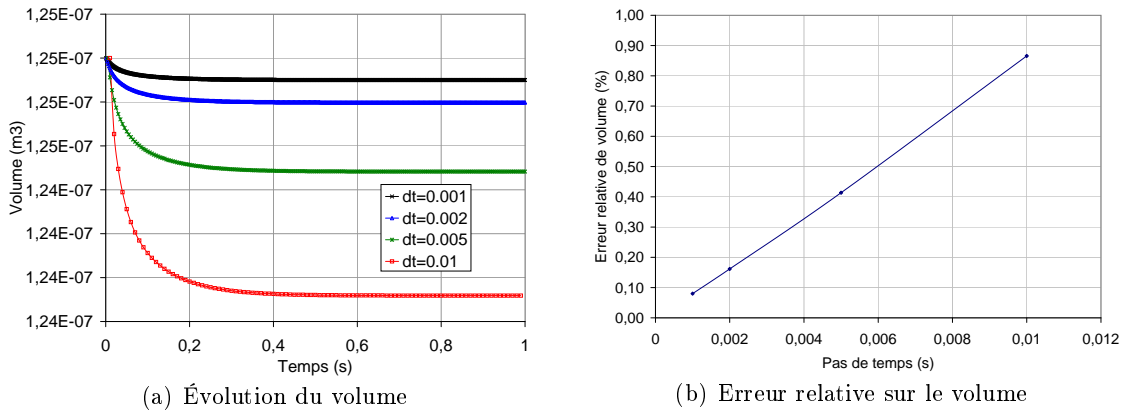 1,25E-07
1,25E-07
1,25E-07
1,25E-07
1,24E-07
1,24E-07
1,24E-07
1,24E-07
Volume (m3)
dt=0.001
dt=0.002
dt=0.005
dt=0.01
0 0,2 0,4 0,6 0,8 1
Temps (s)
(a) Évolution du volume
1,00
0,90
0,80
0,70
0,60
0,50
0,40
0,30
0,20
0,10
0,00
Erreur relative de volume (%)
0 0,002 0,004 0,006 0,008 0,01 0,012
Pas de temps (s)
(b) Erreur relative sur le volume